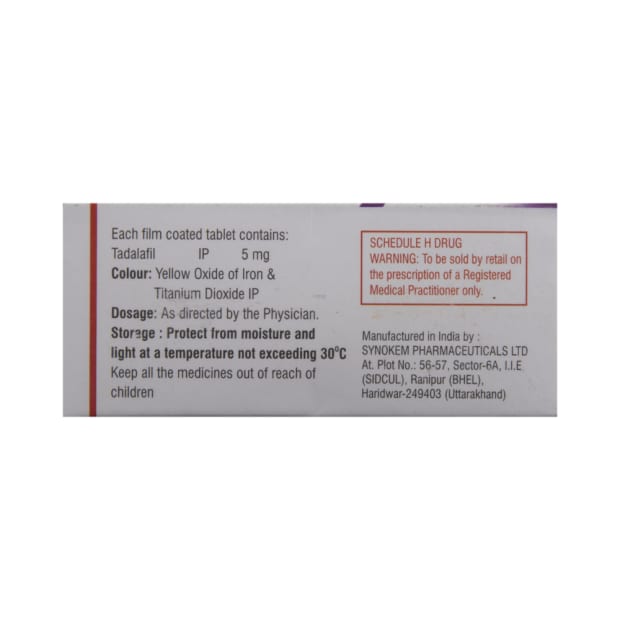 Each film coated tablet contains:
Tadalafil IP 5 mg
Colour: Yellow Oxide of Iron &
Titanium Dioxide IP
Dosage: As directed by the Physician.
Storage : Protect from moisture and
light at a temperature not exceeding 30°C
Keep all the medicines out of reach of
children
SCHEDULE H DRUG
WARNING: To be sold by retail on
the prescription of a Registered
Medical Practitioner only.
Manufactured in India by :
SYNOKEM PHARMACEUTICALS LTD
At. Plot No.: 56-57, Sector-6A, I.I.E
(SIDCUL), Ranipur (BHEL),
Haridwar-249403 (Uttarakhand)